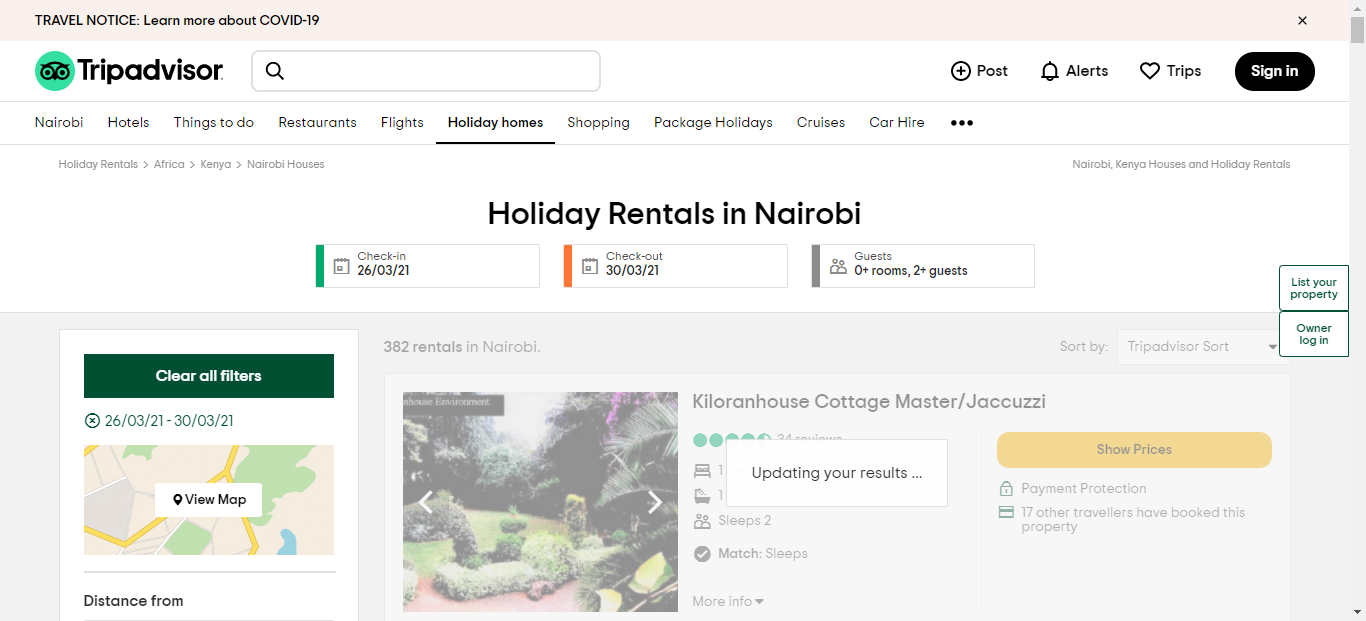 TRAVEL NOTICE: Learn more about COVID-19
Tripadvisor
Post
Alerts
Trips
Sign in
Nairobi
Hotels
Things to do
Restaurants
Flights
Holiday homes
Shopping
Package Holidays
Cruises
Car Hire
Holiday Rentals > Africa > Kenya > Nairobi Houses
Nairobi, Kenya Houses and Holiday Rentals
Holiday Rentals in Nairobi
Check-in
26/03/21
Check-out
30/03/21
Guests
0+ rooms, 2+ guests
List your
property
Owner
log in
Clear all filters
26/03/21 - 30/03/21
View Map
Distance from
382 rentals in Nairobi.
Sort by:
Tripadvisor Sort
nhouse Environment
Kiloranhouse Cottage Master/Jaccuzzi
34 reviews
1
1
Updating your results ...
Sleeps 2
Match: Sleeps
More info
Show Prices
Payment Protection
17 other travellers have booked this
property